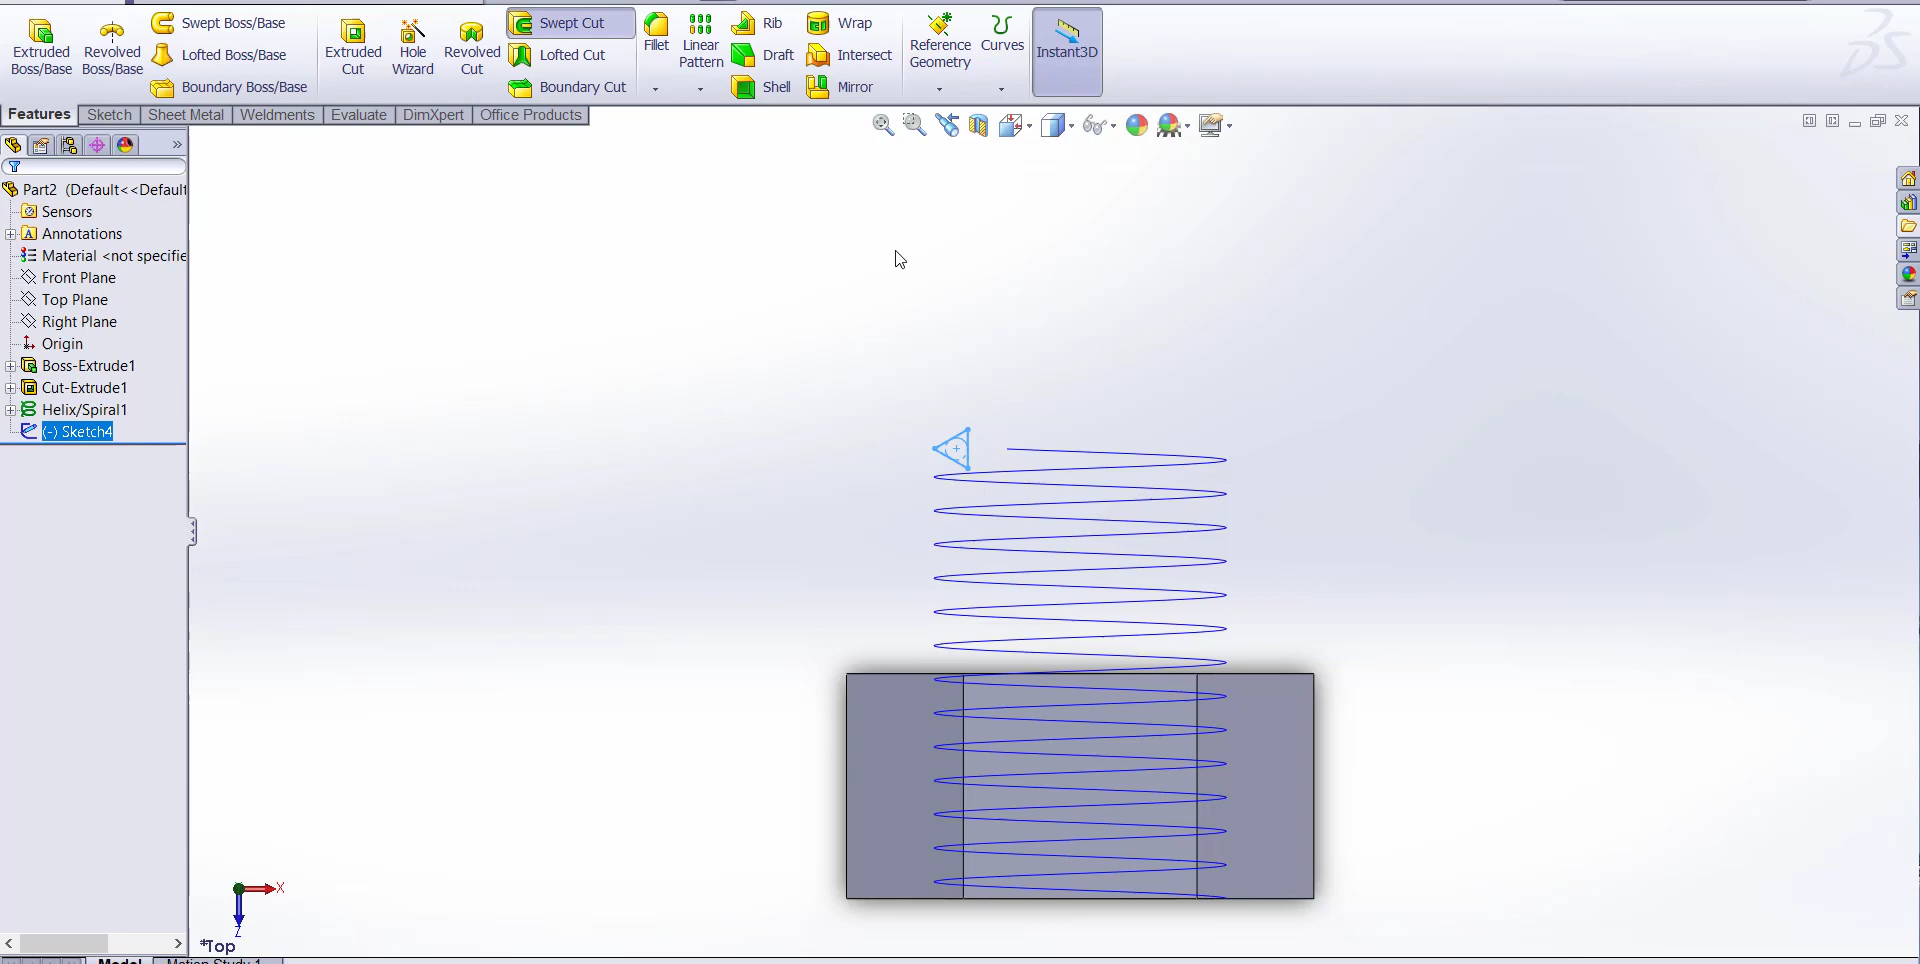 Extruded Boss/Base
Revolved Boss/Base
Swept Boss/Base
Lofted Boss/Base
Boundary Boss/Base
Extruded Cut
Hole Wizard
Revolved Cut
Swept Cut
Lofted Cut
Boundary Cut
Fillet
Linear Pattern
Rib
Draft
Shell
Wrap
Intersect
Mirror
Reference Geometry
Curves
Instant3D
Features
Sketch
Sheet Metal
Weldments
Evaluate
DimXpert
Office Products
Part2 (Default<<Default
Sensors
Annotations
Material <not specifie
Front Plane
Top Plane
Right Plane
Origin
Boss-Extrude1
Cut-Extrude1
Helix/Spiral1
(-) Sketch4
X
Z
*Top
Model
Motion Study 1